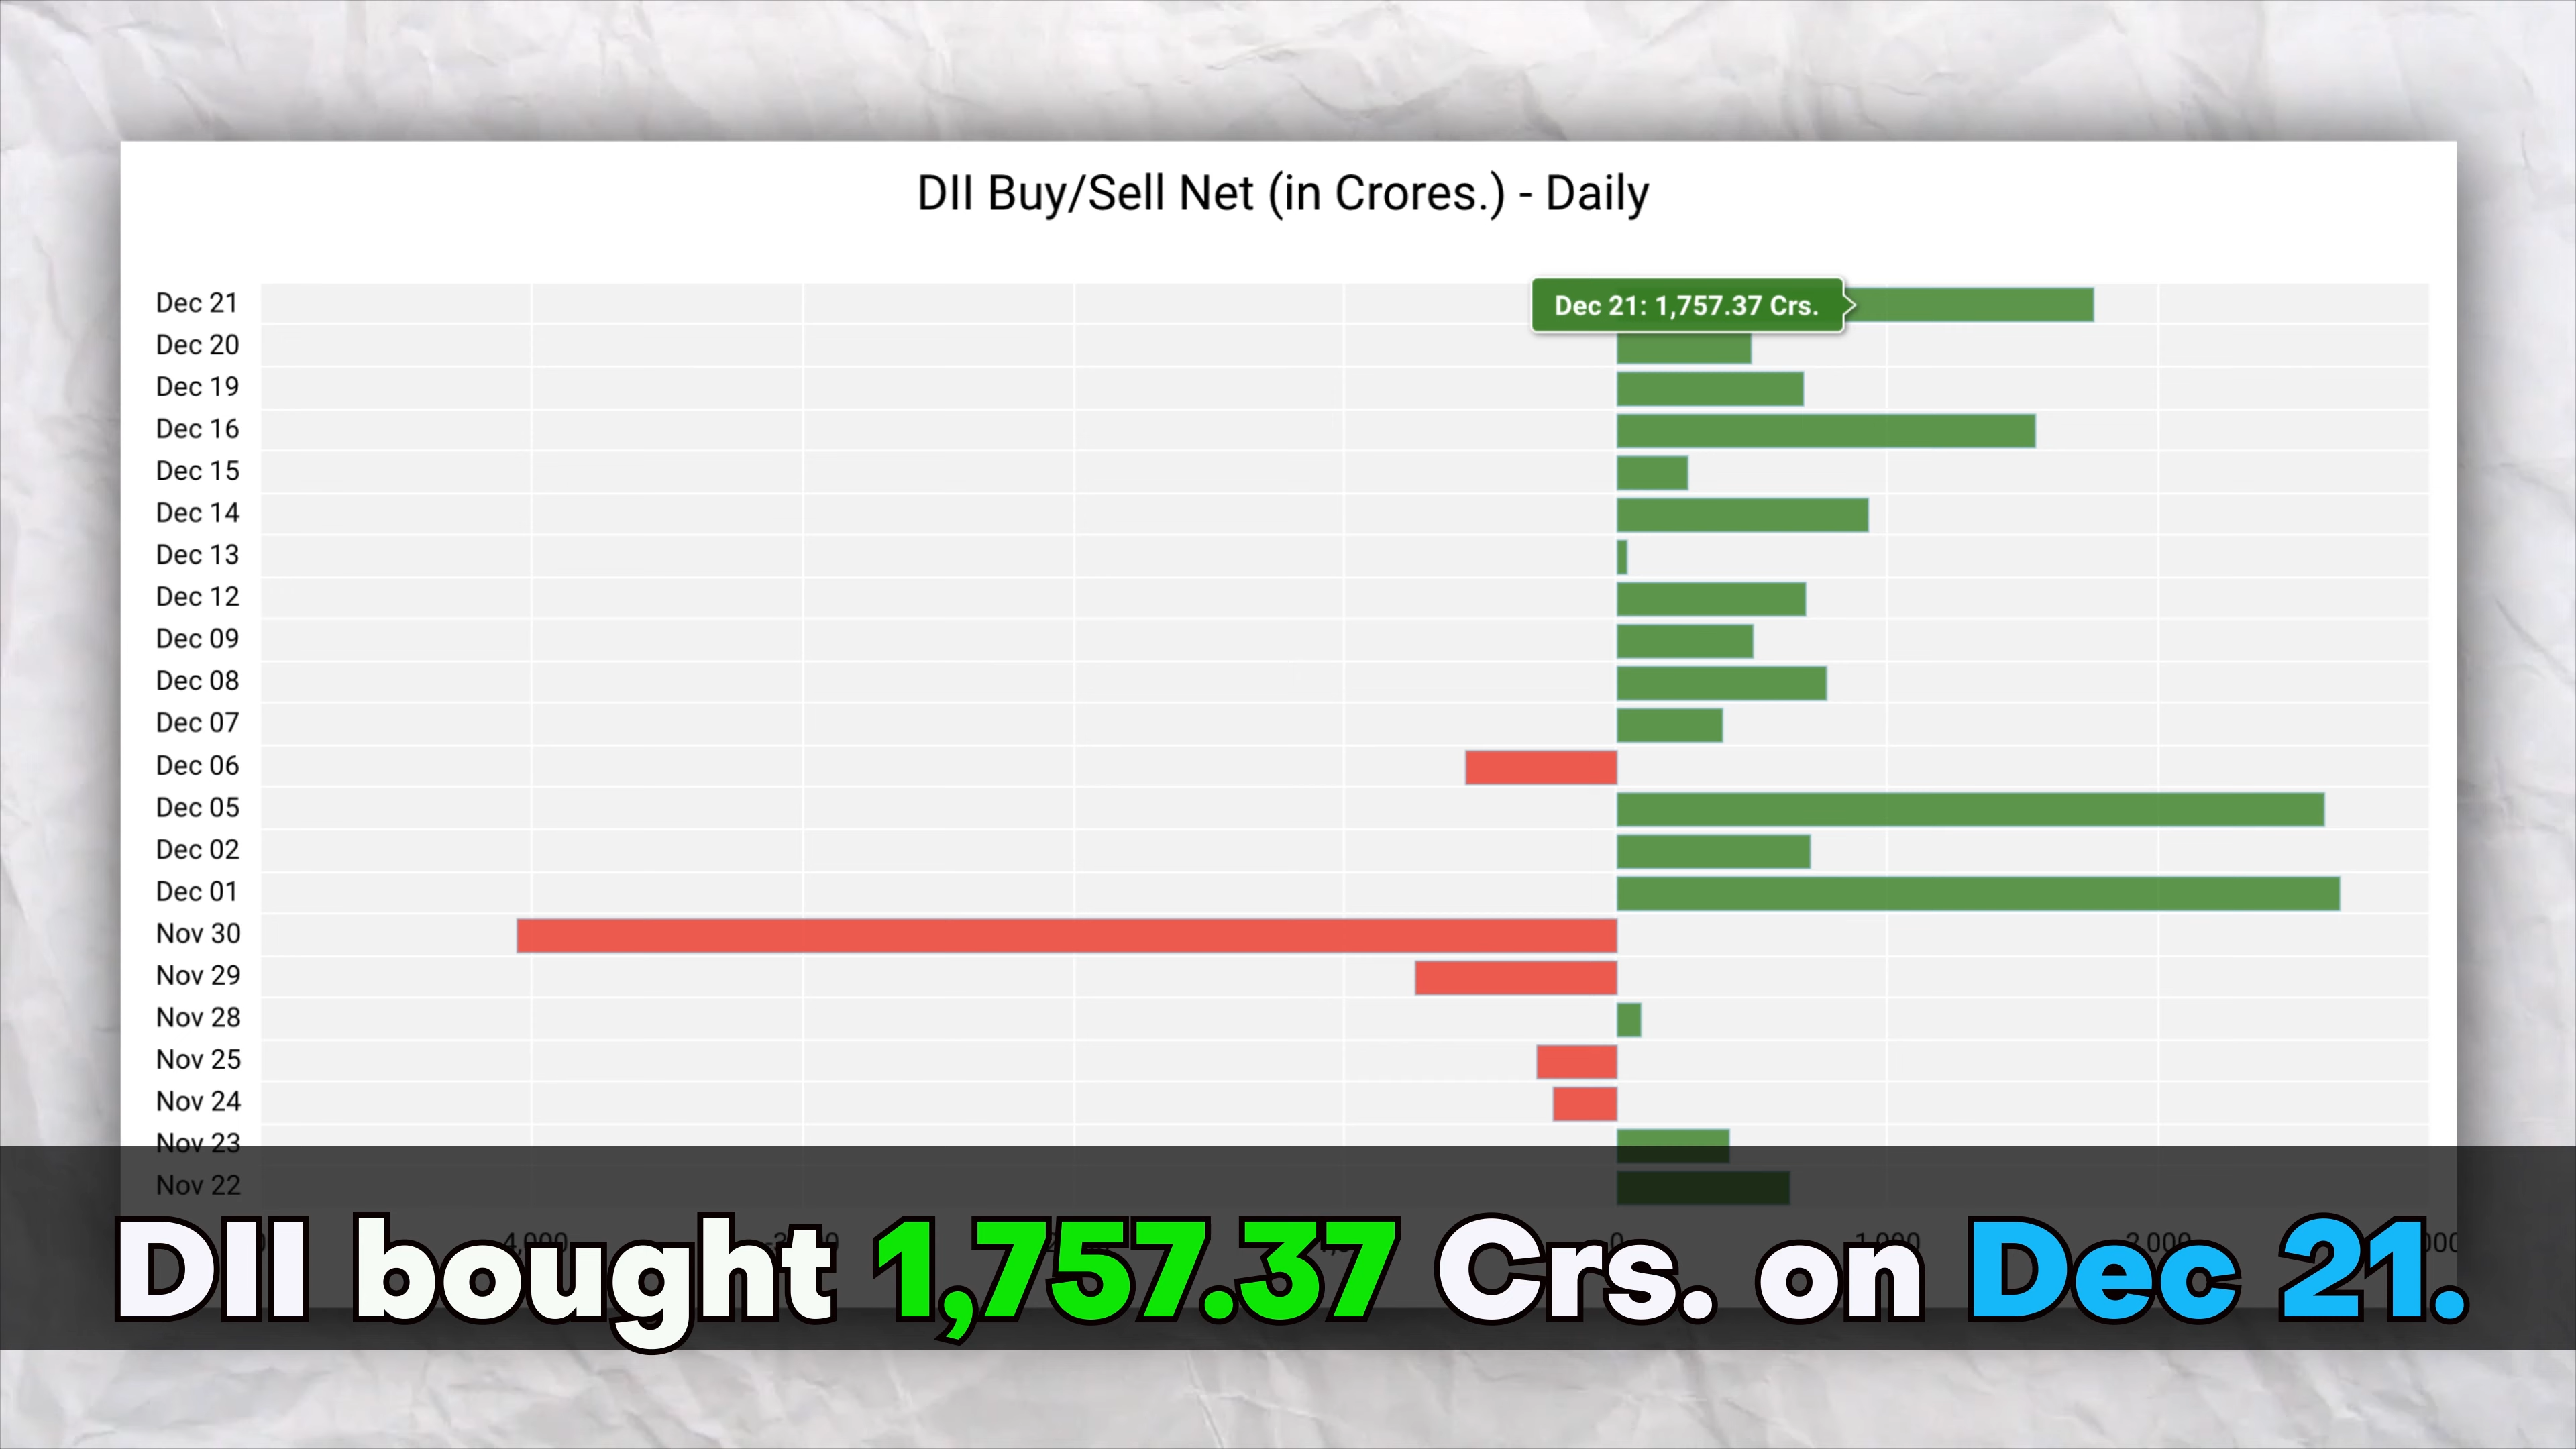 DII Buy/Sell Net (in Crores.) - Daily
Dec 21
Dec 21: 1,757.37 Crs.
Dec 20
Dec 19
Dec 16
Dec 15
Dec 14
Dec 13
Dec 12
Dec 09
Dec 08
Dec 07
Dec 06
Dec 05
Dec 02
Dec 01
Nov 30
Nov 29
Nov 28
Nov 25
Nov 24
Nov 23
Nov 22
DII bought 1,757.37 Crs. on Dec 21.